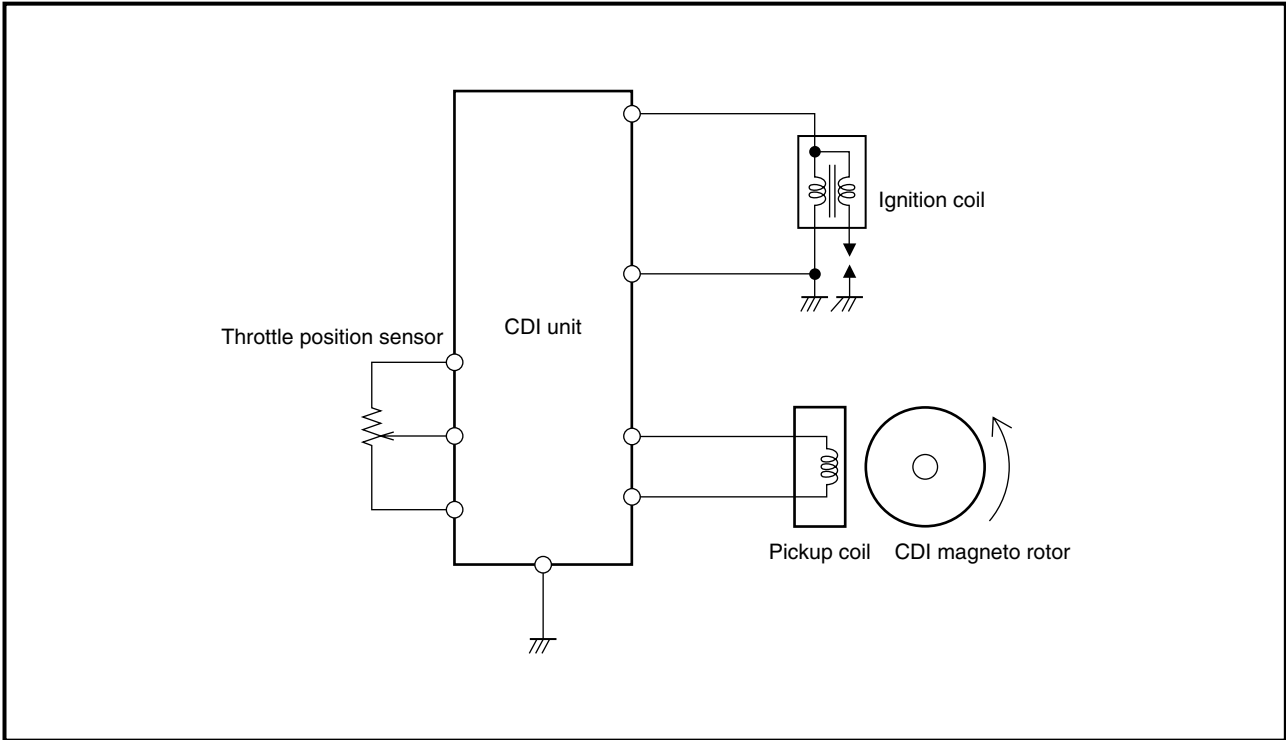 Ignition coil
CDI unit
Throttle position sensor
Pickup coil
CDI magneto rotor